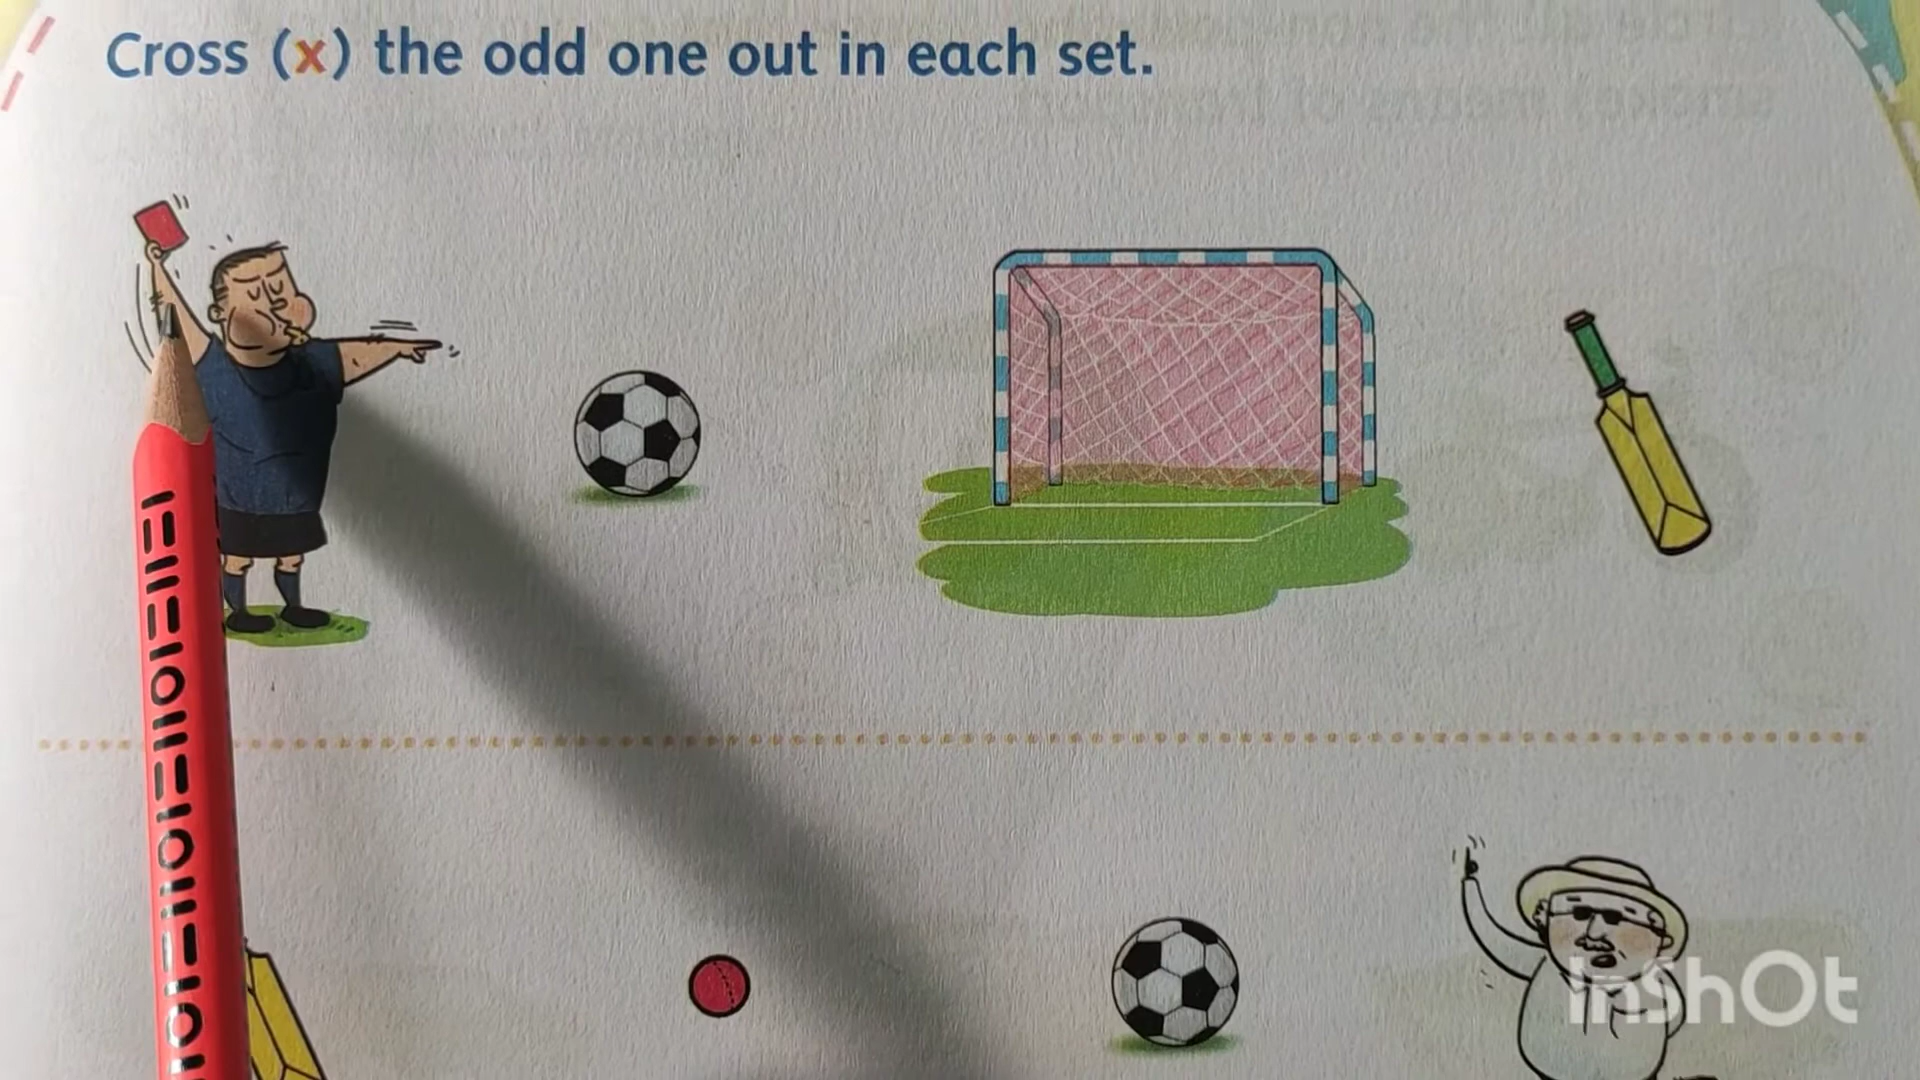 Cross (x) the odd one out in each set.
InShOt